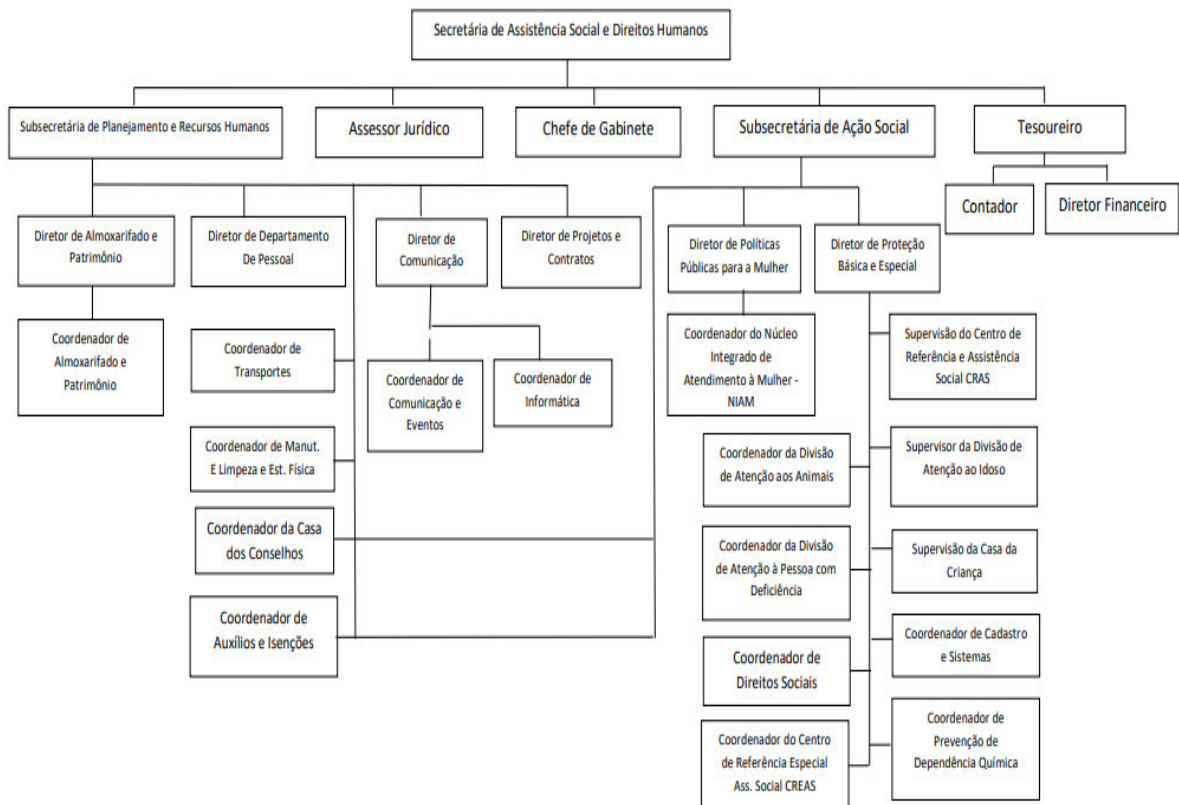 Secretária de Assistência Social e Direitos Humanos
Subsecretária de Planejamento e Recursos Humanos
Assessor Jurídico
Chefe de Gabinete
Subsecretária de Ação Social
Tesoureiro
Contador
Diretor Financeiro
Diretor de Almoxarifado e
Patrimônio
Diretor de Departamento
De Pessoal
Diretor de
Comunicação
Diretor de Projetos e
Contratos
Diretor de Políticas
Públicas para a Mulher
Diretor de Proteção
Básica e Especial
Coordenador de
Almoxarifado e
Patrimônio
Coordenador de
Transportes
Coordenador de
Comunicação e
Eventos
Coordenador de
Informática
Coordenador do Núcleo
Integrado de
Atendimento à Mulher -
NIAM
Supervisão do Centro de
Referência e Assistência
Social CRAS
Coordenador de Manut.
E Limpeza e Est. Física
Coordenador da Divisão
de Atenção aos Animais
Supervisor da Divisão de
Atenção ao Idoso
Coordenador da Casa
dos Conselhos
Coordenador da Divisão
de Atenção à Pessoa com
Deficiência
Supervisão da Casa da
Criança
Coordenador de
Auxílios e Isenções
Coordenador de
Direitos Sociais
Coordenador de Cadastro
e Sistemas
Coordenador do Centro
de Referência Especial
Ass. Social CREAS
Coordenador de
Prevenção de
Dependência Química